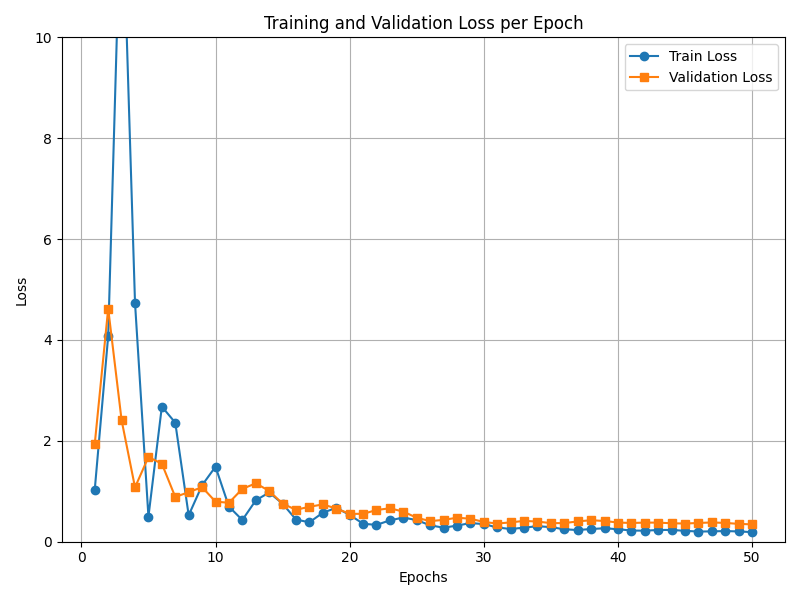 Training and Validation Loss per Epoch
Train Loss
Validation Loss
Loss
10
8
6
4
2
0
0 10 20 30 40 50
Epochs